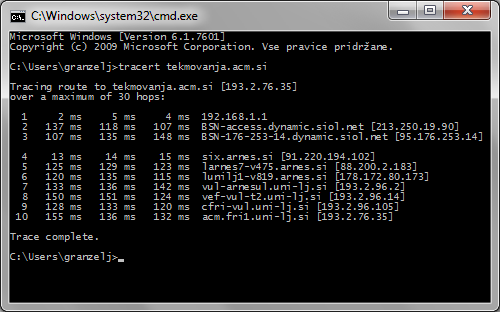 C:\Windows\system32\cmd.exe
Microsoft Windows [Version 6.1.7601]
Copyright (c) 2009 Microsoft Corporation. Vse pravice pridržane.
C:\Users\granzelj>tracert tekmovanja.acm.si
Tracing route to tekmovanja.acm.si [193.2.76.35]
over a maximum of 30 hops:
1 2 ms 5 ms 4 ms 192.168.1.1
2 137 ms 118 ms 107 ms BSN-access.dynamic.siol.net [213.250.19.90]
3 107 ms 135 ms 148 ms BSN-176-253-14.dynamic.siol.net [95.176.253.14]
4 13 ms 14 ms 15 ms six.arnes.si [91.220.194.102]
5 125 ms 129 ms 123 ms larnes7-v475.arnes.si [88.200.2.183]
6 120 ms 135 ms 115 ms lunilj1-v819.arnes.si [178.172.80.173]
7 133 ms 136 ms 142 ms vul-arnesul.uni-lj.si [193.2.96.2]
8 150 ms 151 ms 124 ms vef-vul-t2.uni-lj.si [193.2.96.14]
9 128 ms 133 ms 120 ms cfri-vul.uni-lj.si [193.2.96.105]
10 155 ms 136 ms 132 ms acm.fri1.uni-lj.si [193.2.76.35]
Trace complete.
C:\Users\granzelj>_